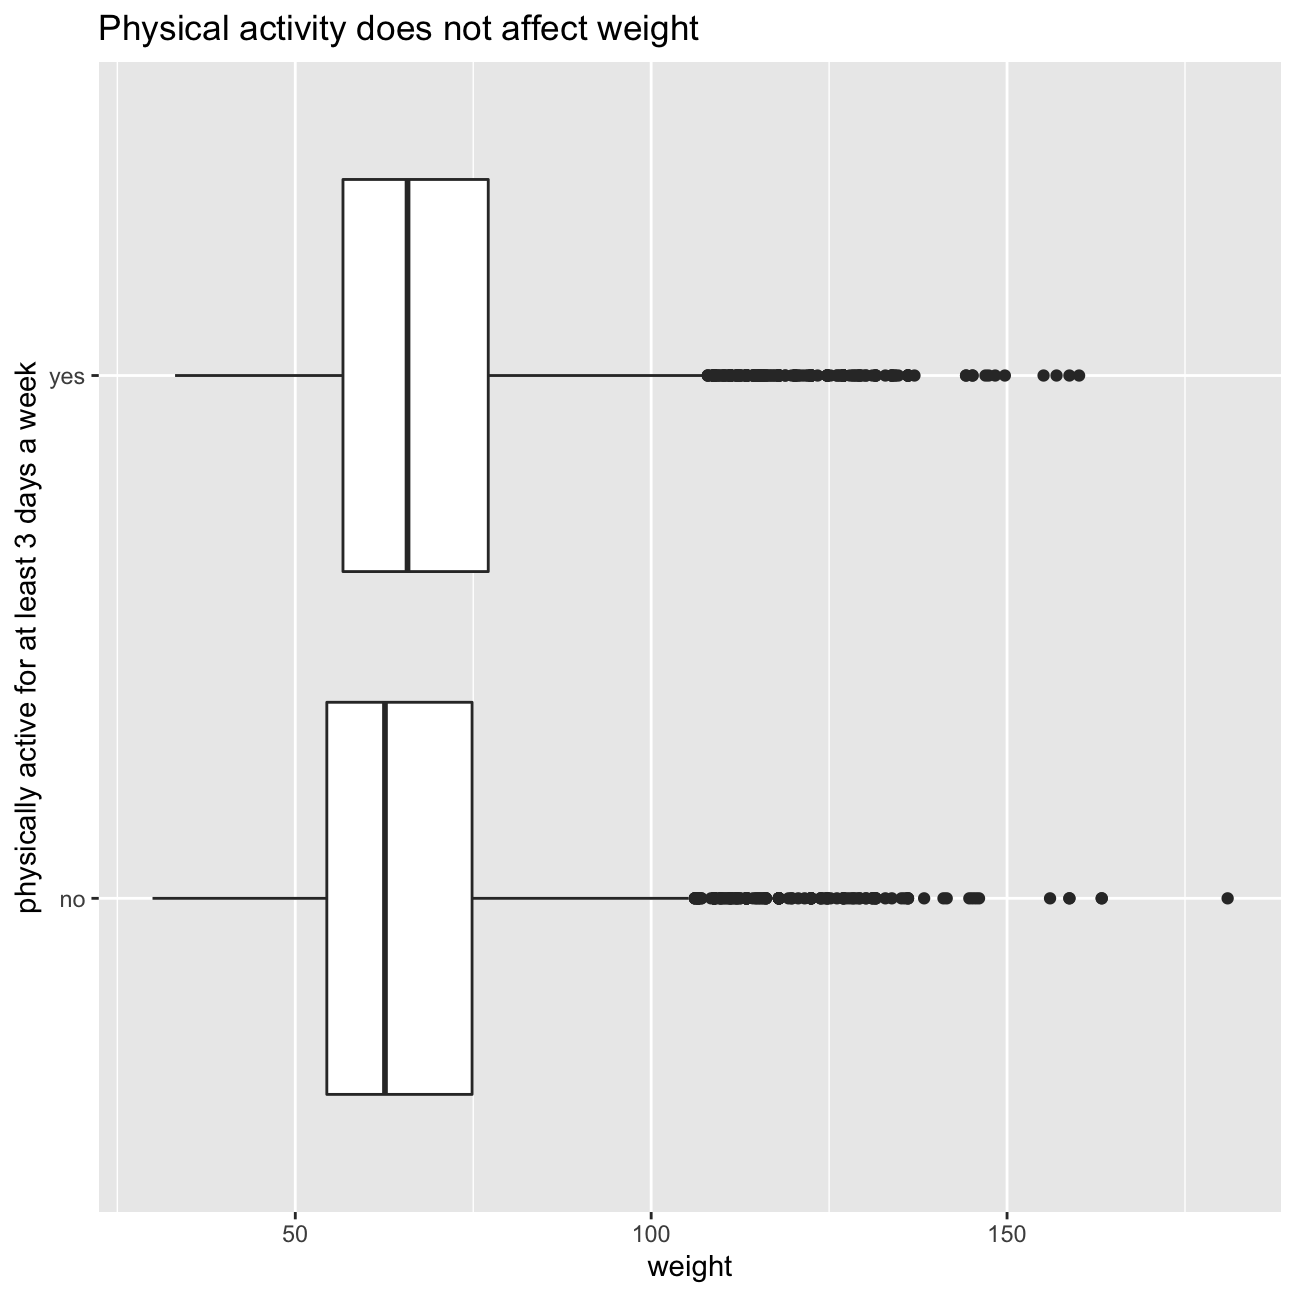 Physical activity does not affect weight
physically active for at least 3 days a week
yes
no
50
100
150
weight